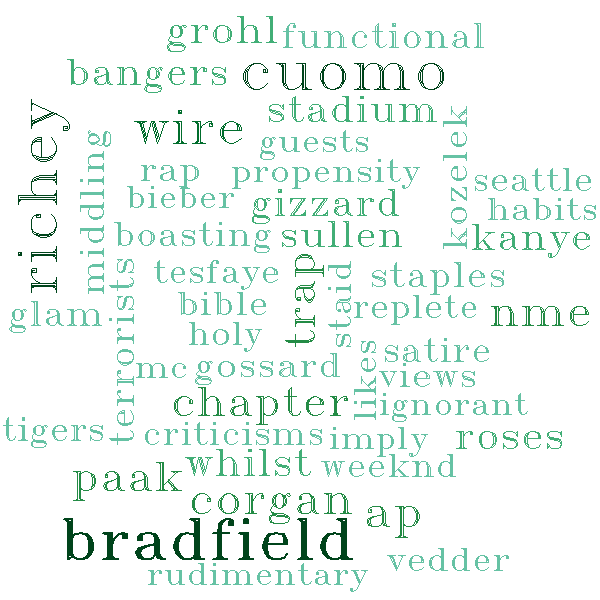 grohl functional
bangers cuomo
stadium
wire
guests
richey
middling
kozelek
rap propensity
seattle
bieber gizzard
habits
boasting sullen kanye
tesfaye
trap
staid
staples
terrorists
bible
replete nme
glam
holy
likes
satire
mc gossard
views
chapter ignorant
tigers criticisms imply roses
whilst weeknd
paak
corgan ap
bradfield
vedder
rudimentary